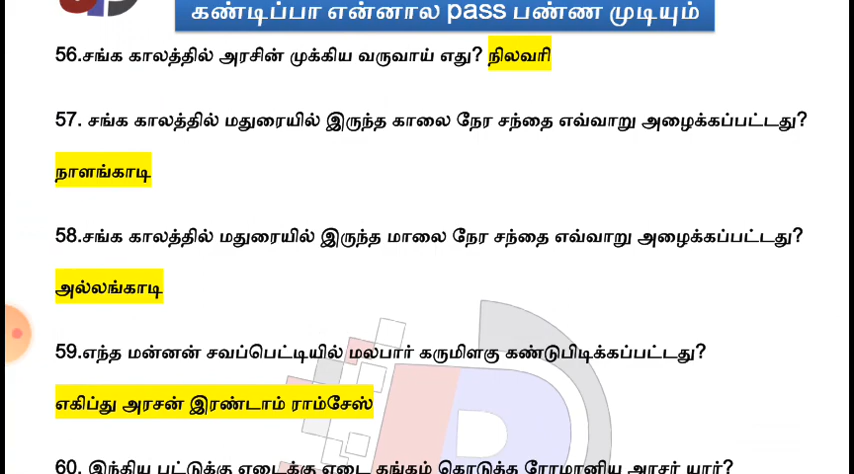 கண்டிப்பா என்னால pass பண்ண முடியும்
56.சங்க காலத்தில் அரசின் முக்கிய வருவாய் எது? நிலவரி
57. சங்க காலத்தில் மதுரையில் இருந்த காலை நேர சந்தை எவ்வாறு அழைக்கப்பட்டது?
நாளங்காடி
58.சங்க காலத்தில் மதுரையில் இருந்த மாலை நேர சந்தை எவ்வாறு அழைக்கப்பட்டது?
அல்லங்காடி
59.எந்த மன்னன் சவப்பெட்டியில் மலபார் கருமிளகு கண்டுபிடிக்கப்பட்டது?
எகிப்து அரசன் இரண்டாம் ராம்சேஸ்
60. இந்திய பட்டுக்கு எடைக்கு எடை தங்கம் கொடுத்த ரோமானிய அரசர் யார்?